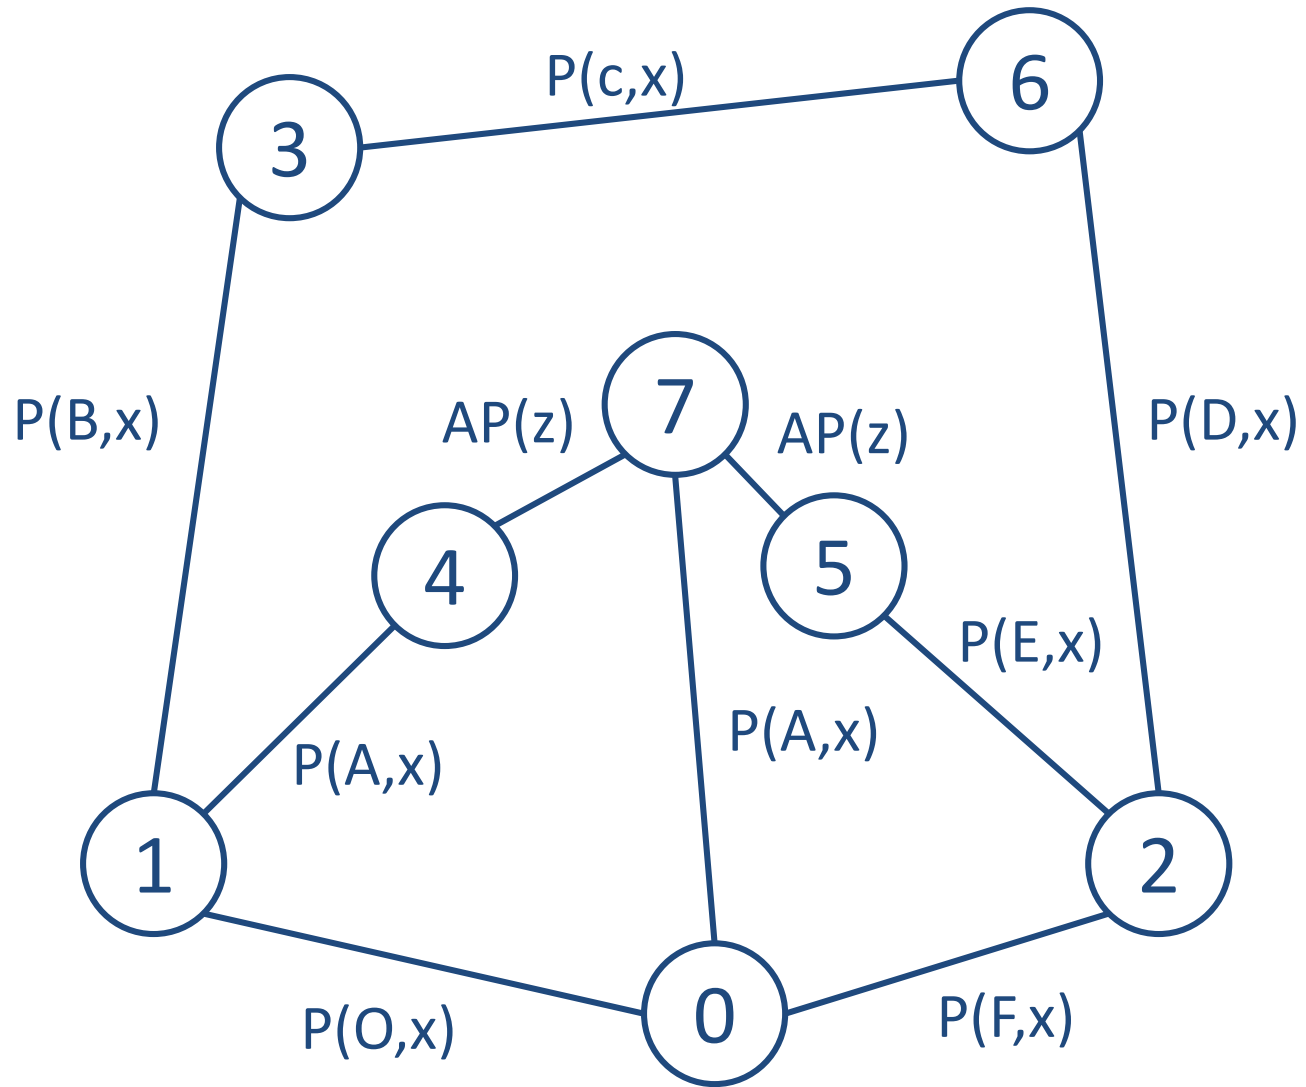 6
P(c,x)
3
7
P(B,x)
AP(z)
AP(z)
P(D,x)
4
5
P(E,x)
P(A,x)
P(A,x)
1
2
0
P(O,x)
P(F,x)